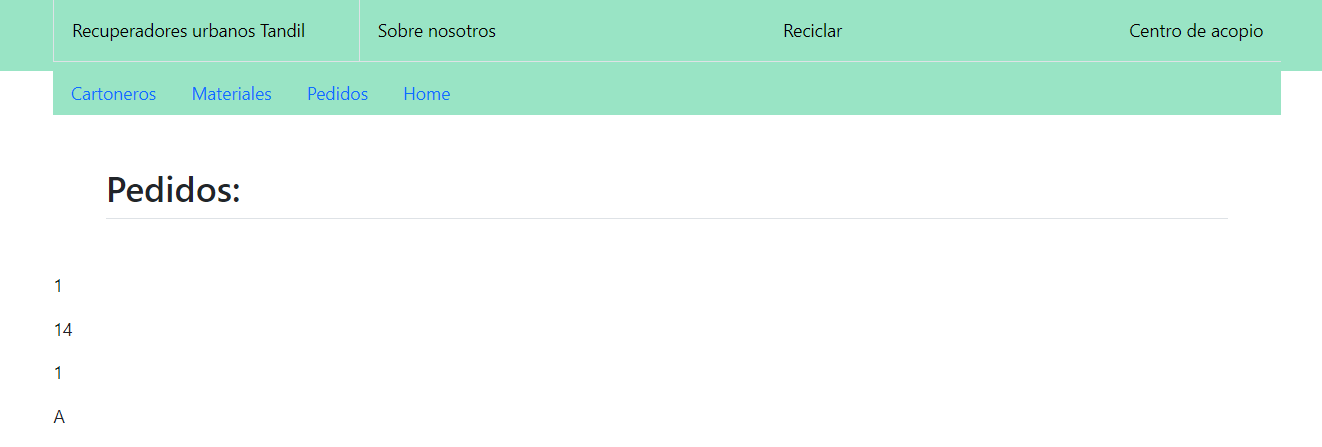 Recuperadores urbanos Tandil Sobre nosotros Reciclar Centro de acopio
Cartoneros Materiales Pedidos Home
Pedidos:
1
14
1
A